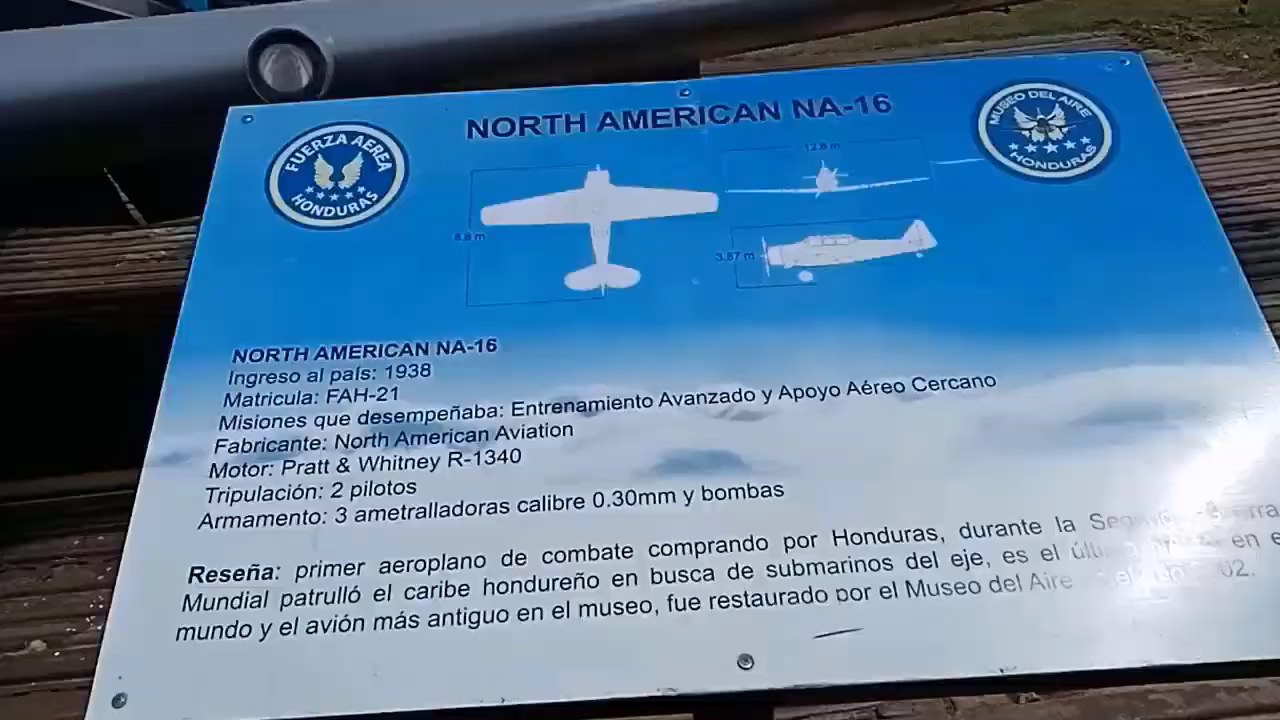 NORTH AMERICAN NA-16
FUERZA AEREA
HONDURAS
MUSEO DEL AIRE
HONDURAS
12.8 m
8.8 m
3.57 m
NORTH AMERICAN NA-16
Ingreso al país: 1938
Matricula: FAH-21
Misiones que desempeñaba: Entrenamiento Avanzado y Apoyo Aéreo Cercano
Fabricante: North American Aviation
Motor: Pratt & Whitney R-1340
Tripulación: 2 pilotos
Armamento: 3 ametralladoras calibre 0.30mm y bombas
Reseña: primer aeroplano de combate comprando por Honduras, durante la
Mundial patrulló el caribe hondureño en busca de submarinos del eje, es el en
mundo y el avión más antiguo en el museo, fue restaurado por el Museo del Aire